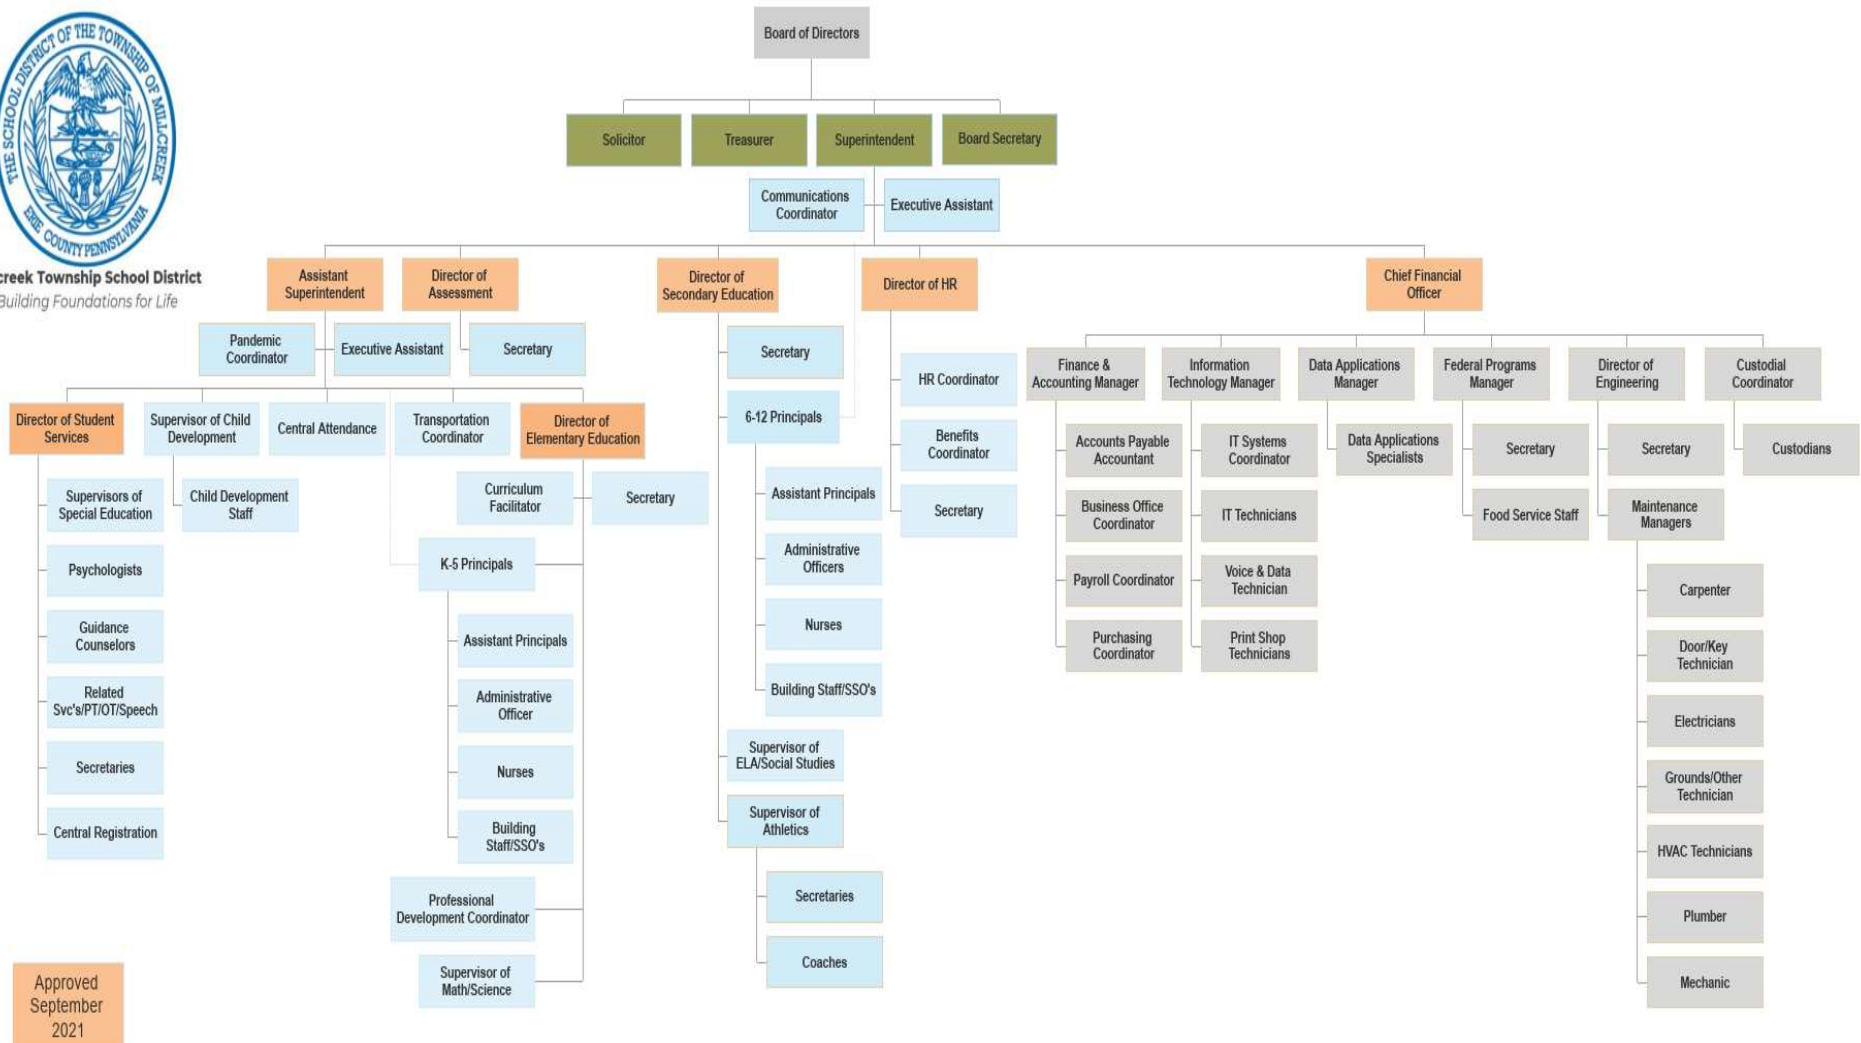 THE SCHOOL DISTRICT OF THE TOWNSHIP OF MILLCREEK
ERIE COUNTY PENNSYLVANIA
creek Township School District
Building Foundations for Life
Board of Directors
Solicitor
Treasurer
Superintendent
Board Secretary
Communications
Coordinator
Executive Assistant
Assistant
Superintendent
Director of
Assessment
Director of
Secondary Education
Director of HR
Chief Financial
Officer
Pandemic
Coordinator
Executive Assistant
Secretary
Director of Student
Services
Supervisor of Child
Development
Central Attendance
Transportation
Coordinator
Director of
Elementary Education
Supervisors of
Special Education
Psychologists
Guidance
Counselors
Related
Svc's/PT/OT/Speech
Secretaries
Central Registration
Child Development
Staff
Curriculum
Facilitator
Secretary
K-5 Principals
Assistant Principals
Administrative
Officer
Nurses
Building
Staff/SSO's
Professional
Development Coordinator
Supervisor of
Math/Science
Secretary
6-12 Principals
Assistant Principals
Administrative
Officers
Nurses
Building Staff/SSO's
Supervisor of
ELA/Social Studies
Supervisor of
Athletics
Secretaries
Coaches
HR Coordinator
Benefits
Coordinator
Secretary
Finance &
Accounting Manager
Information
Technology Manager
Data Applications
Manager
Federal Programs
Manager
Director of
Engineering
Custodial
Coordinator
Accounts Payable
Accountant
Business Office
Coordinator
Payroll Coordinator
Purchasing
Coordinator
IT Systems
Coordinator
IT Technicians
Voice & Data
Technician
Print Shop
Technicians
Data Applications
Specialists
Secretary
Food Service Staff
Secretary
Maintenance
Managers
Carpenter
Door/Key
Technician
Electricians
Grounds/Other
Technician
HVAC Technicians
Plumber
Mechanic
Custodians
Approved
September
2021